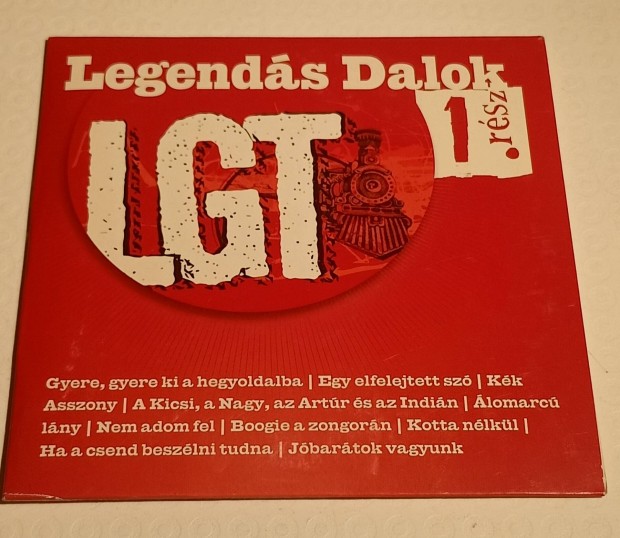 Legendás Dalok
1.rész
LGT
Gyere, gyere ki a hegyoldalba | Egy elfelejtett szó | Kék
Asszony | A Kicsi, a Nagy, az Artúr és az Indián | Álomarcú
lány | Nem adom fel | Boogie a zongorán | Kotta nélkül |
Ha a csend beszélni tudna | Jóbarátok vagyunk